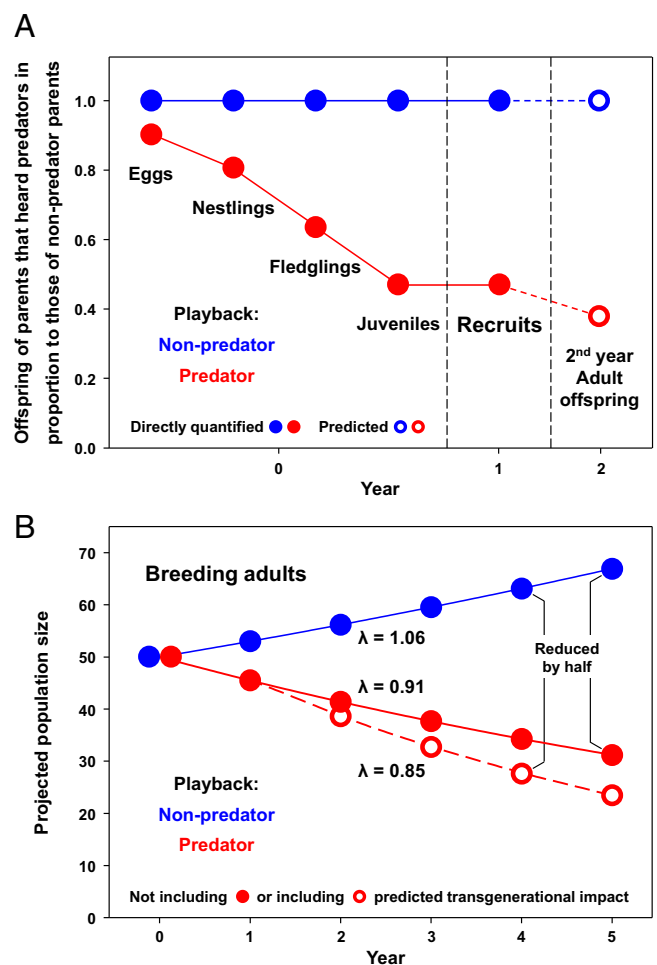 A
Offspring of parents that heard predators in
proportion to those of non-predator parents
1.0
0.8
0.6
0.4
0.2
0.0
Eggs
Nestlings
Fledglings
Juveniles
Recruits
2nd year
Adult
offspring
Playback:
Non-predator
Predator
Directly quantified
Predicted
0
1
2
Year
B
Projected population size
70
60
50
40
30
20
10
0
Breeding adults
λ = 1.06
λ = 0.91
λ = 0.85
Reduced
by half
Playback:
Non-predator
Predator
Not including or including predicted transgenerational impact
0
1
2
3
4
5
Year